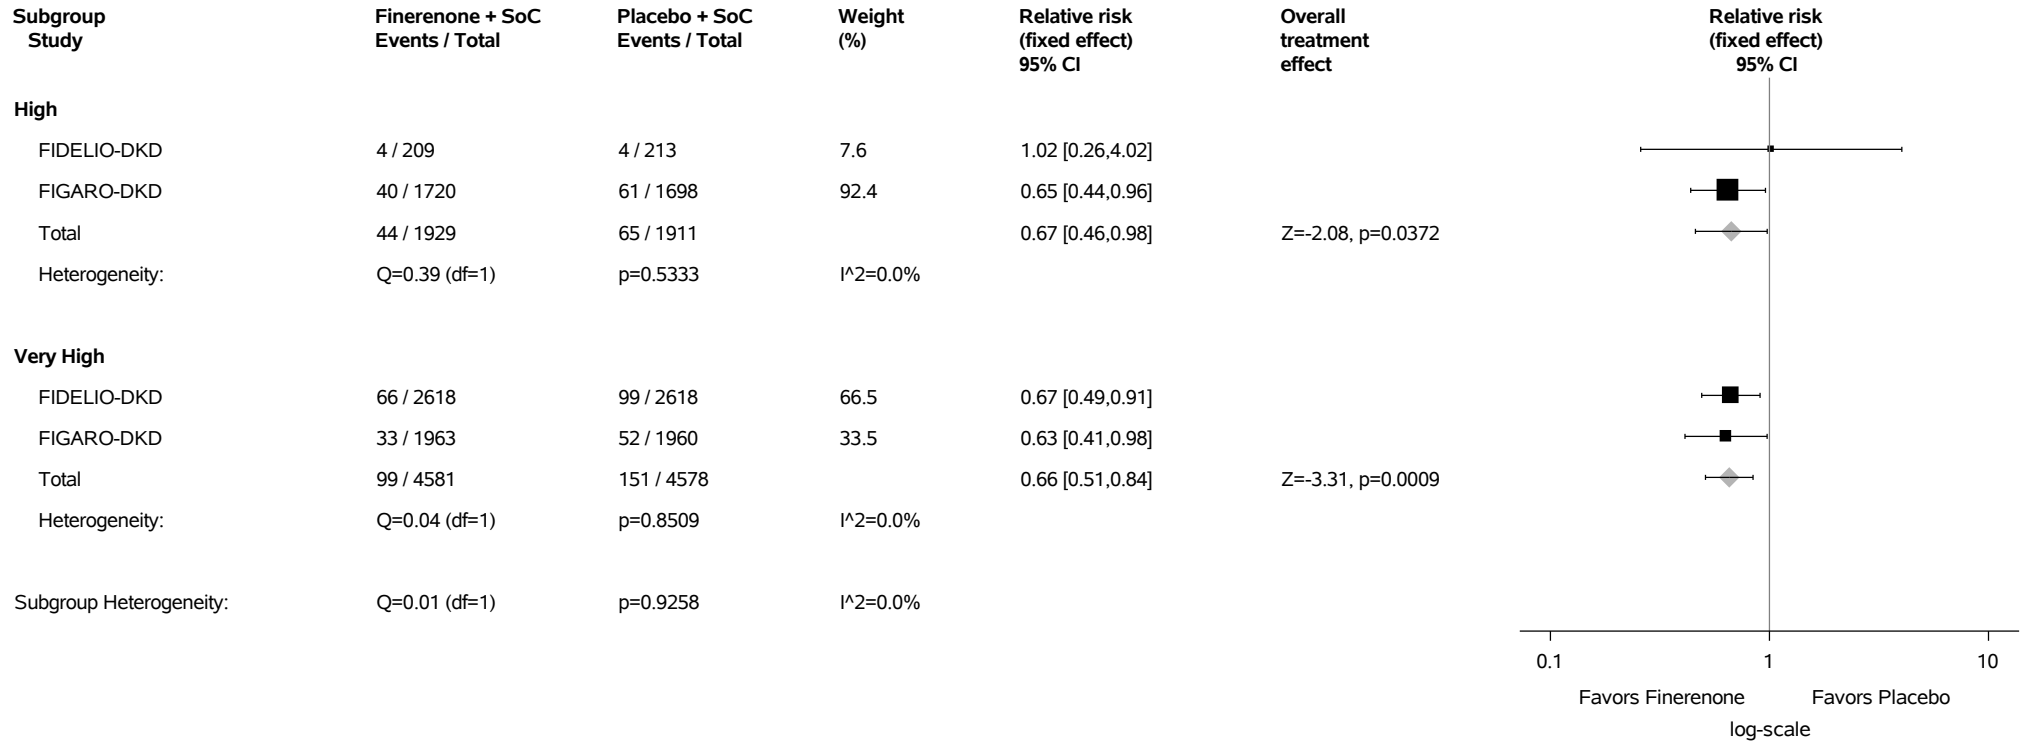 Subgroup Finerenone + SoC Placebo + SoC Weight Relative risk Overall Relative risk
Study Events / Total Events / Total (%) (fixed effect) treatment (fixed effect)
95% CI effect 95% CI
High
FIDELIO-DKD 4 / 209 4 / 213 7.6 1.02 [0.26,4.02]
FIGARO-DKD 40 / 1720 61 / 1698 92.4 0.65 [0.44,0.96]
Total 44 / 1929 65 / 1911 0.67 [0.46,0.98] Z=-2.08, p=0.0372
Heterogeneity: Q=0.39 (df=1) p=0.5333 I^2=0.0%
Very High
FIDELIO-DKD 66 / 2618 99 / 2618 66.5 0.67 [0.49,0.91]
FIGARO-DKD 33 / 1963 52 / 1960 33.5 0.63 [0.41,0.98]
Total 99 / 4581 151 / 4578 0.66 [0.51,0.84] Z=-3.31, p=0.0009
Heterogeneity: Q=0.04 (df=1) p=0.8509 I^2=0.0%
Subgroup Heterogeneity: Q=0.01 (df=1) p=0.9258 I^2=0.0%
0.1 1 10
Favors Finerenone Favors Placebo
log-scale